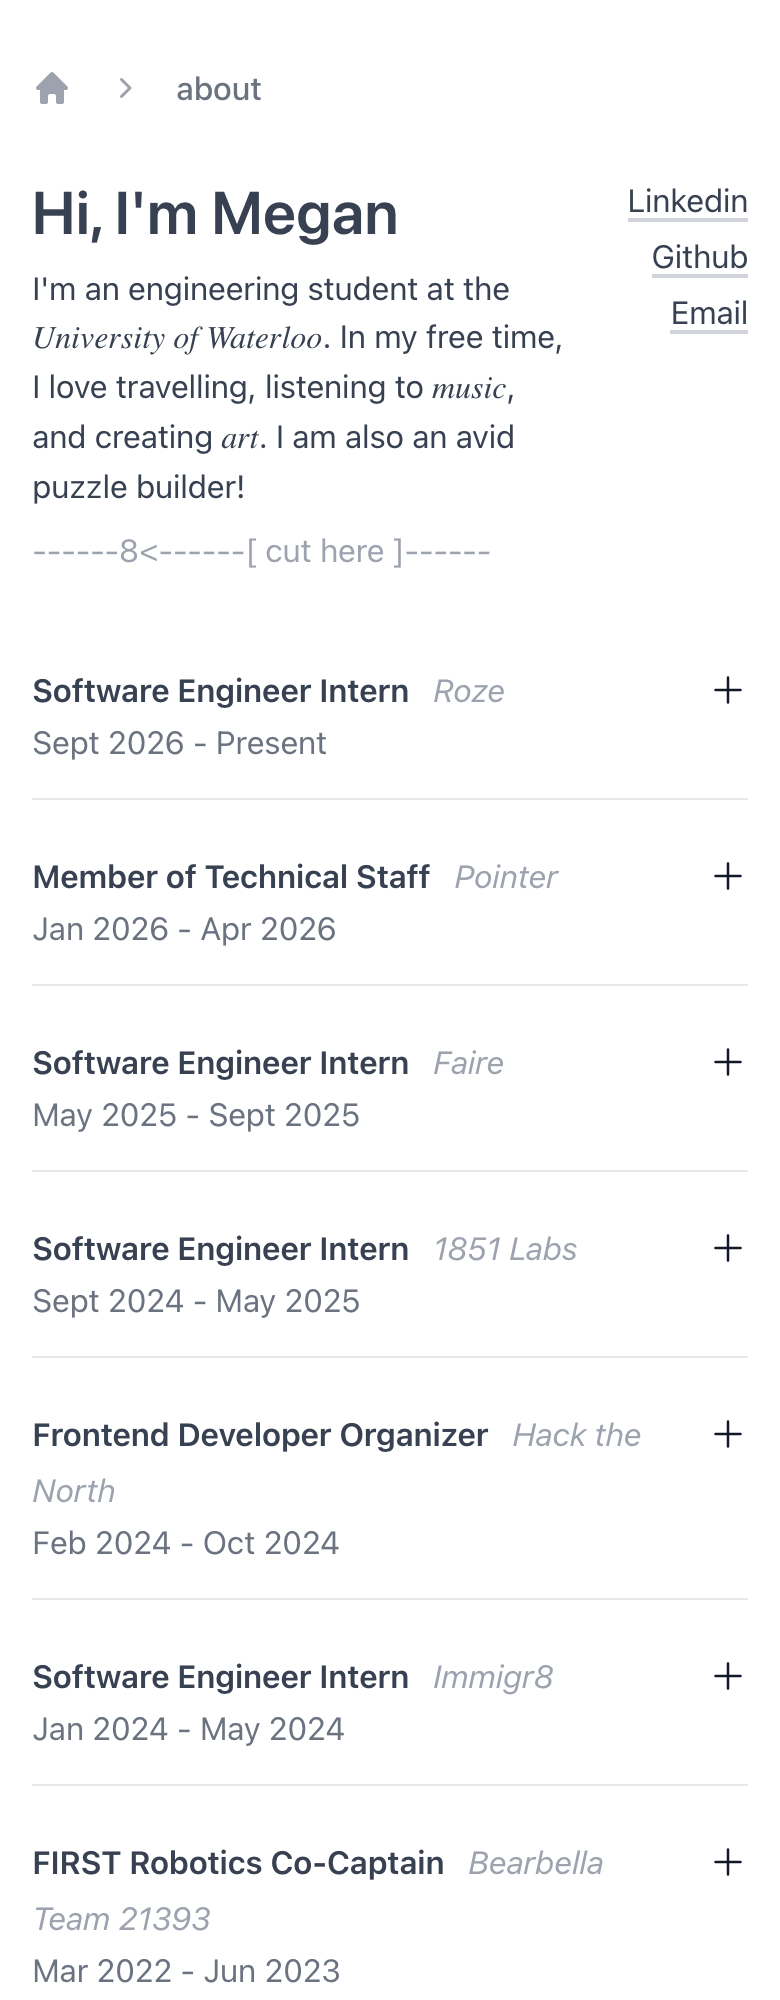 about
Hi, I'm Megan
Linkedin
Github
Email
I'm an engineering student at the
University of Waterloo. In my free time,
I love travelling, listening to music,
and creating art. I am also an avid
puzzle builder!
------8<------[ cut here ]------
Software Engineer Intern Roze
Sept 2026 - Present
Member of Technical Staff Pointer
Jan 2026 - Apr 2026
Software Engineer Intern Faire
May 2025 - Sept 2025
Software Engineer Intern 1851 Labs
Sept 2024 - May 2025
Frontend Developer Organizer Hack the
North
Feb 2024 - Oct 2024
Software Engineer Intern Immigr8
Jan 2024 - May 2024
FIRST Robotics Co-Captain Bearbella
Team 21393
Mar 2022 - Jun 2023